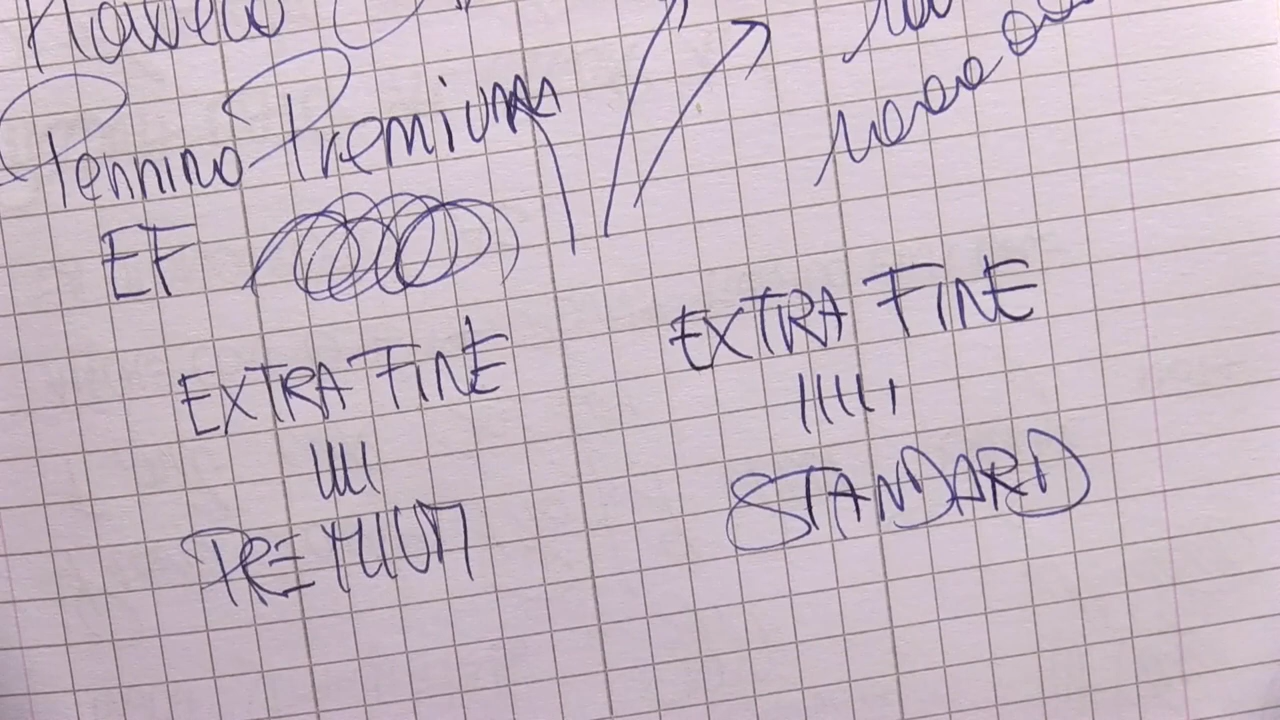 Pennino Premium
EF
EXTRA FINE
PREMIUM
EXTRA FINE
STANDARD